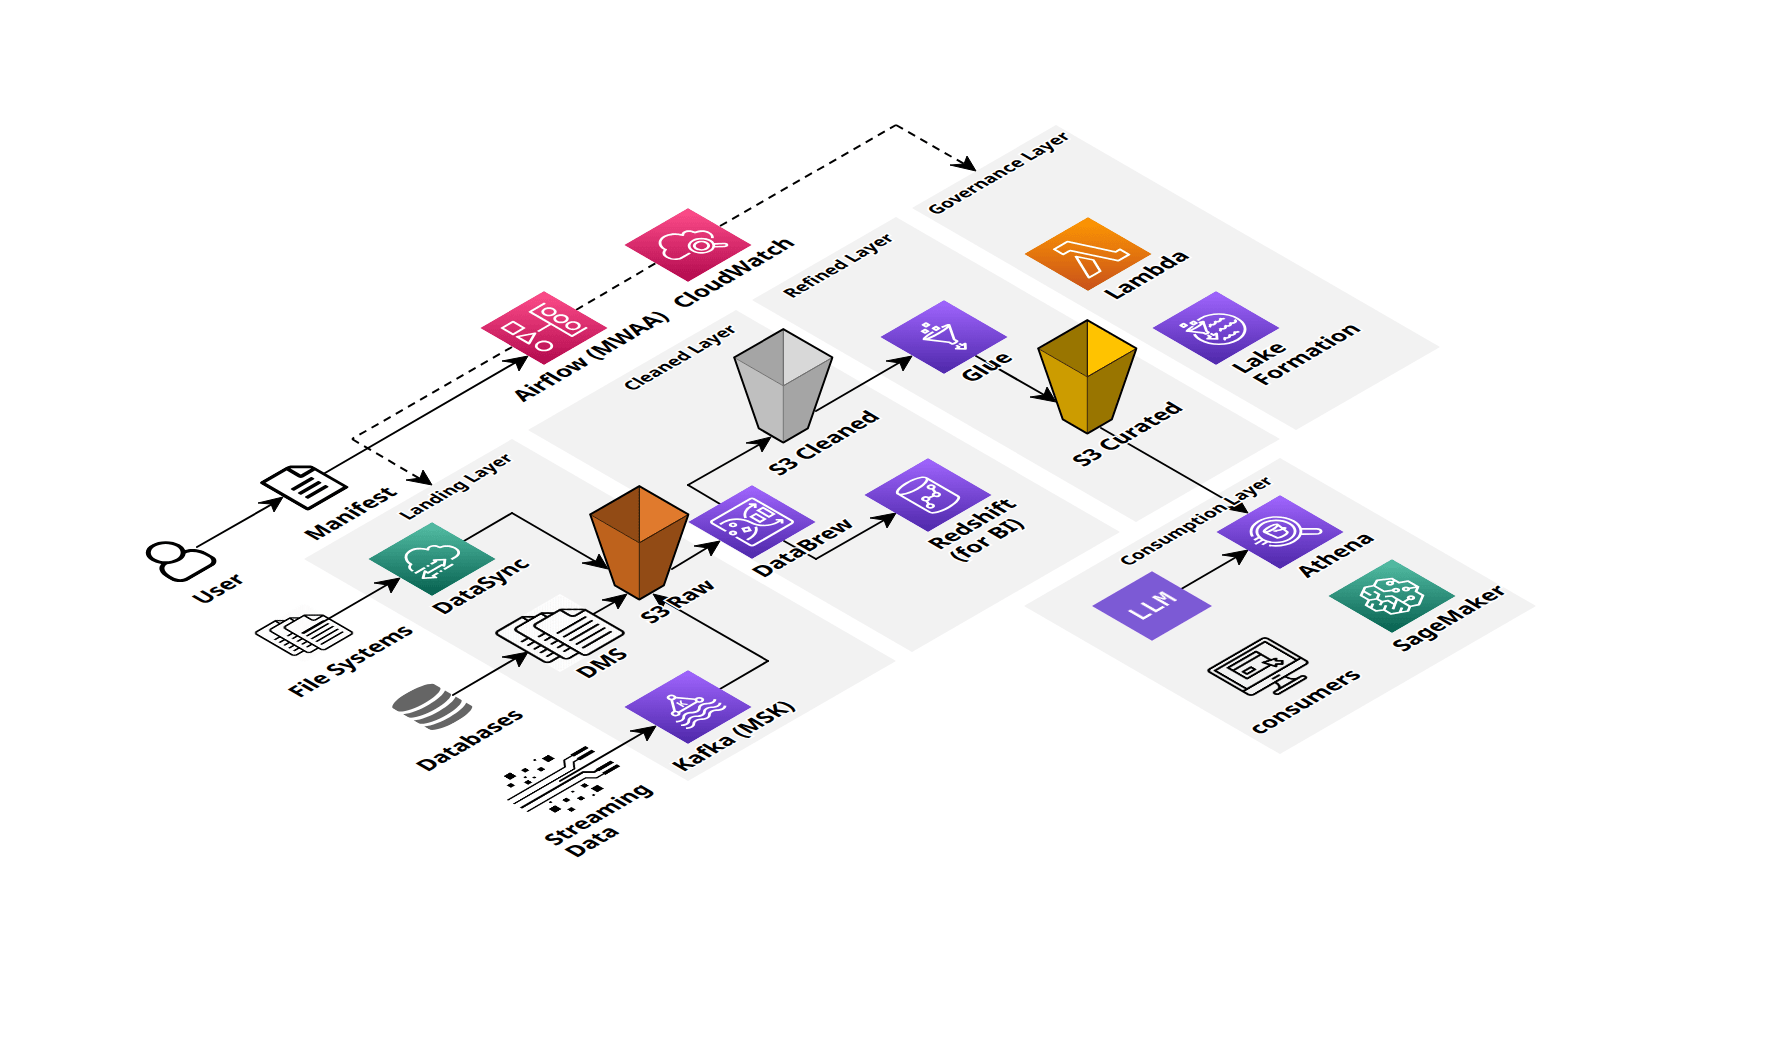 Governance Layer
Lambda
Lake
Formation
Refined Layer
Glue
S3 Curated
CloudWatch
Airflow (MWAA)
Cleaned Layer
S3 Cleaned
DataBrew
Redshift
(for BI)
Manifest
User
Landing Layer
DataSync
S3 Raw
DMS
Kafka (MSK)
K
File Systems
Databases
Streaming
Data
Consumption Layer
Athena
LLM
SageMaker
consumers